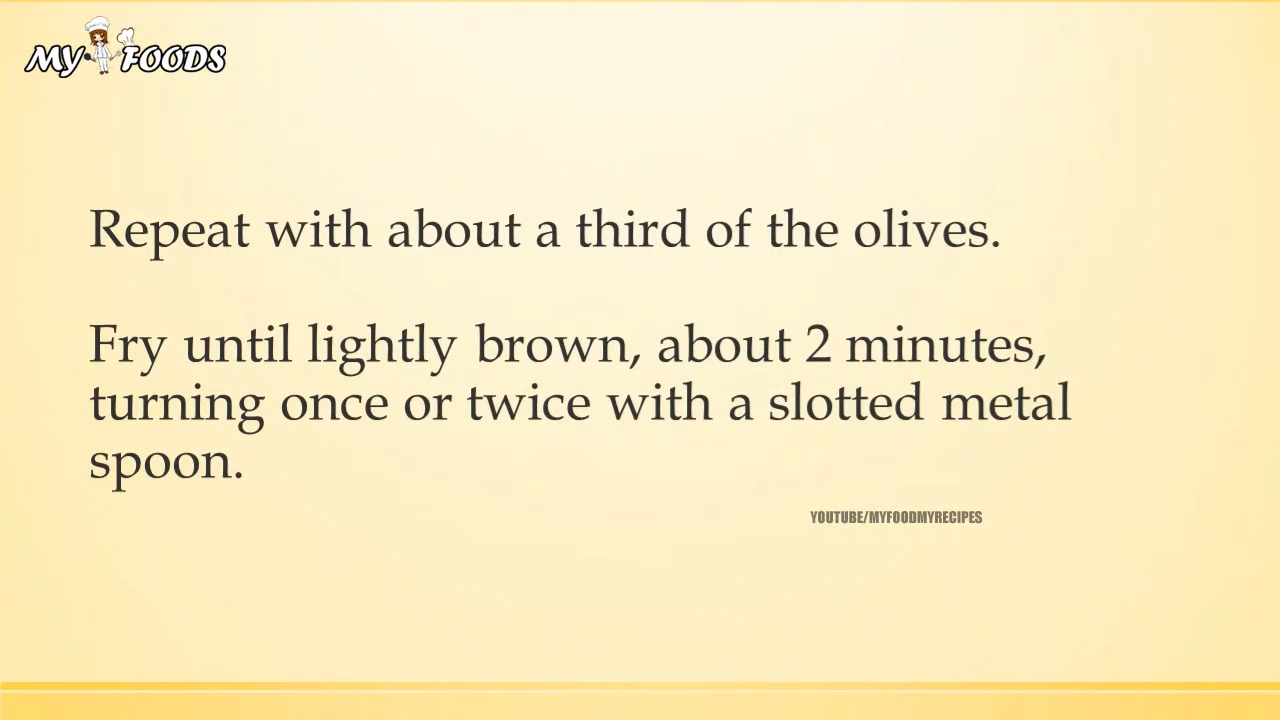 MY FOODS
Repeat with about a third of the olives.
Fry until lightly brown, about 2 minutes,
turning once or twice with a slotted metal
spoon.
YOUTUBE/MYFOODMYRECIPES